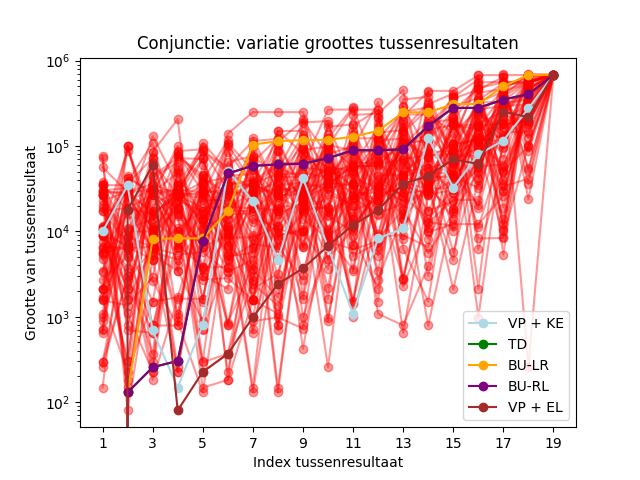 Conjunctie: variatie groottes tussenresultaten
Grootte van tussenresultaat
10^6
10^5
10^4
10^3
10^2
1 3 5 7 9 11 13 15 17 19
Index tussenresultaat
VP + KE
TD
BU-LR
BU-RL
VP + EL